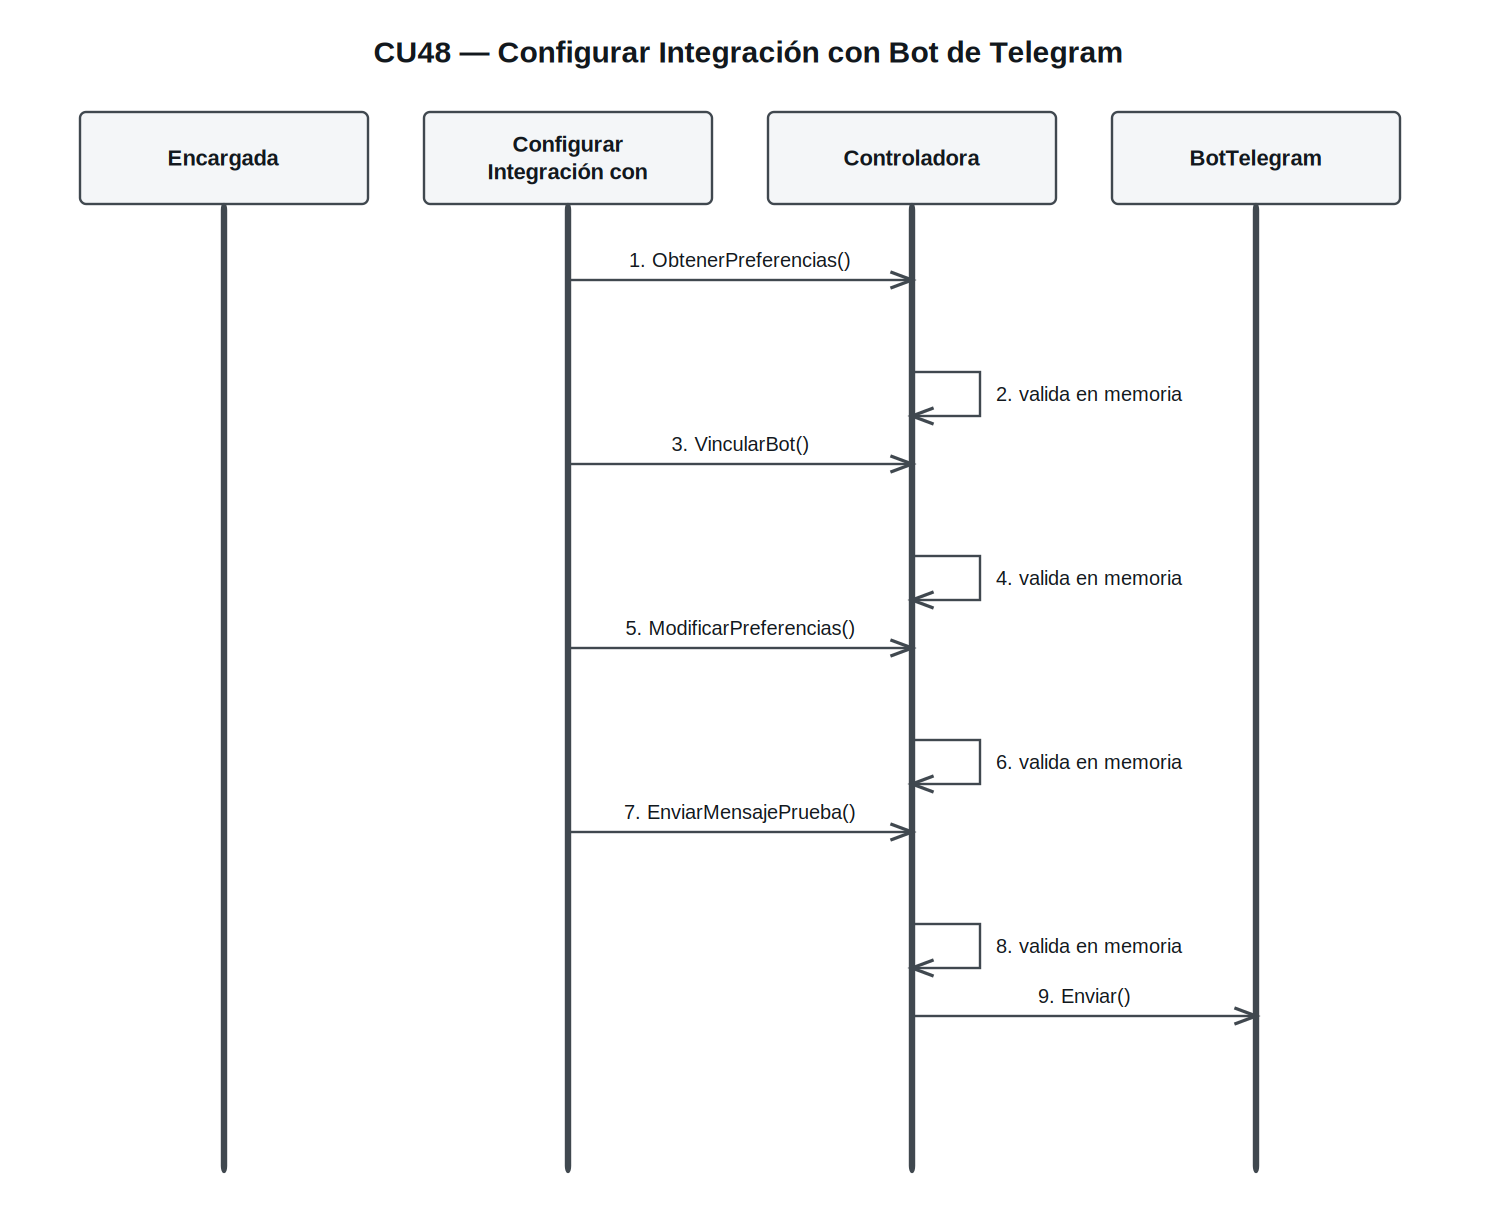 CU48 — Configurar Integración con Bot de Telegram
Encargada
Configurar
Integración con
Controladora
BotTelegram
1. ObtenerPreferencias()
2. valida en memoria
3. VincularBot()
4. valida en memoria
5. ModificarPreferencias()
6. valida en memoria
7. EnviarMensajePrueba()
8. valida en memoria
9. Enviar()